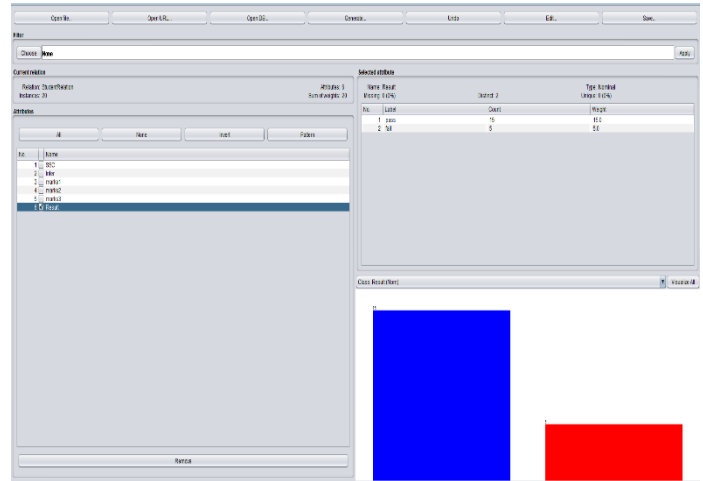 Open file... Open URL... Open DB... Generate... Undo Edit... Save...
Filter
Choose None Apply
Current relation
Relation: StudentRelation Attributes: 6
Instances: 20 Sum of weights: 20
Attributes
All None Invert Pattern
No. Name
1 SSC
2 Inter
3 marks1
4 marks2
5 marks3
6 Result
Remove
Selected attribute
Name: Result Type: Nominal
Missing: 0 (0%) Distinct: 2 Unique: 0 (0%)
No. Label Count Weight
1 pass 15 15.0
2 fail 5 5.0
Class: Result (Nom) Visualize All
15
5